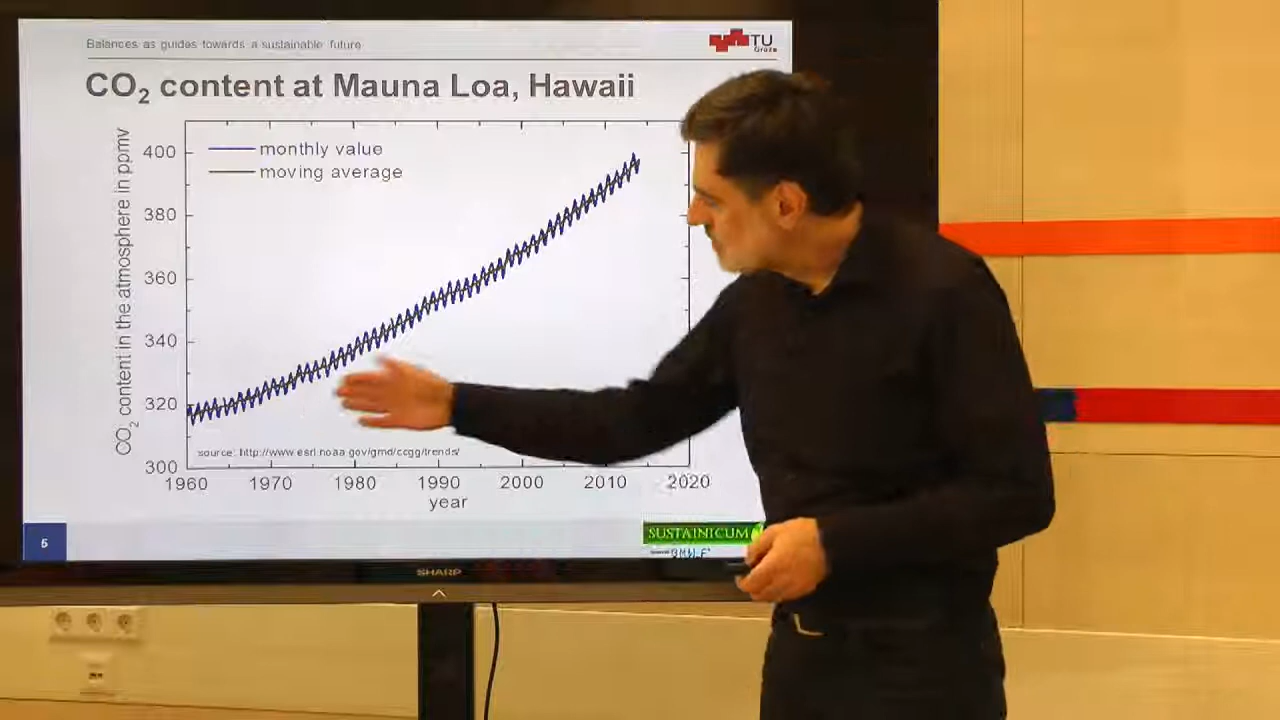 Balances as guides towards a sustainable future
TU
Graz
CO2 content at Mauna Loa, Hawaii
CO2 content in the atmosphere in ppmv
400
380
360
340
320
300
monthly value
moving average
source: http://www.esrl.noaa.gov/gmd/ccgg/trends/
1960 1970 1980 1990 2000 2010 2020
year
5
SUSTAINICUM
BMWF
SHARP